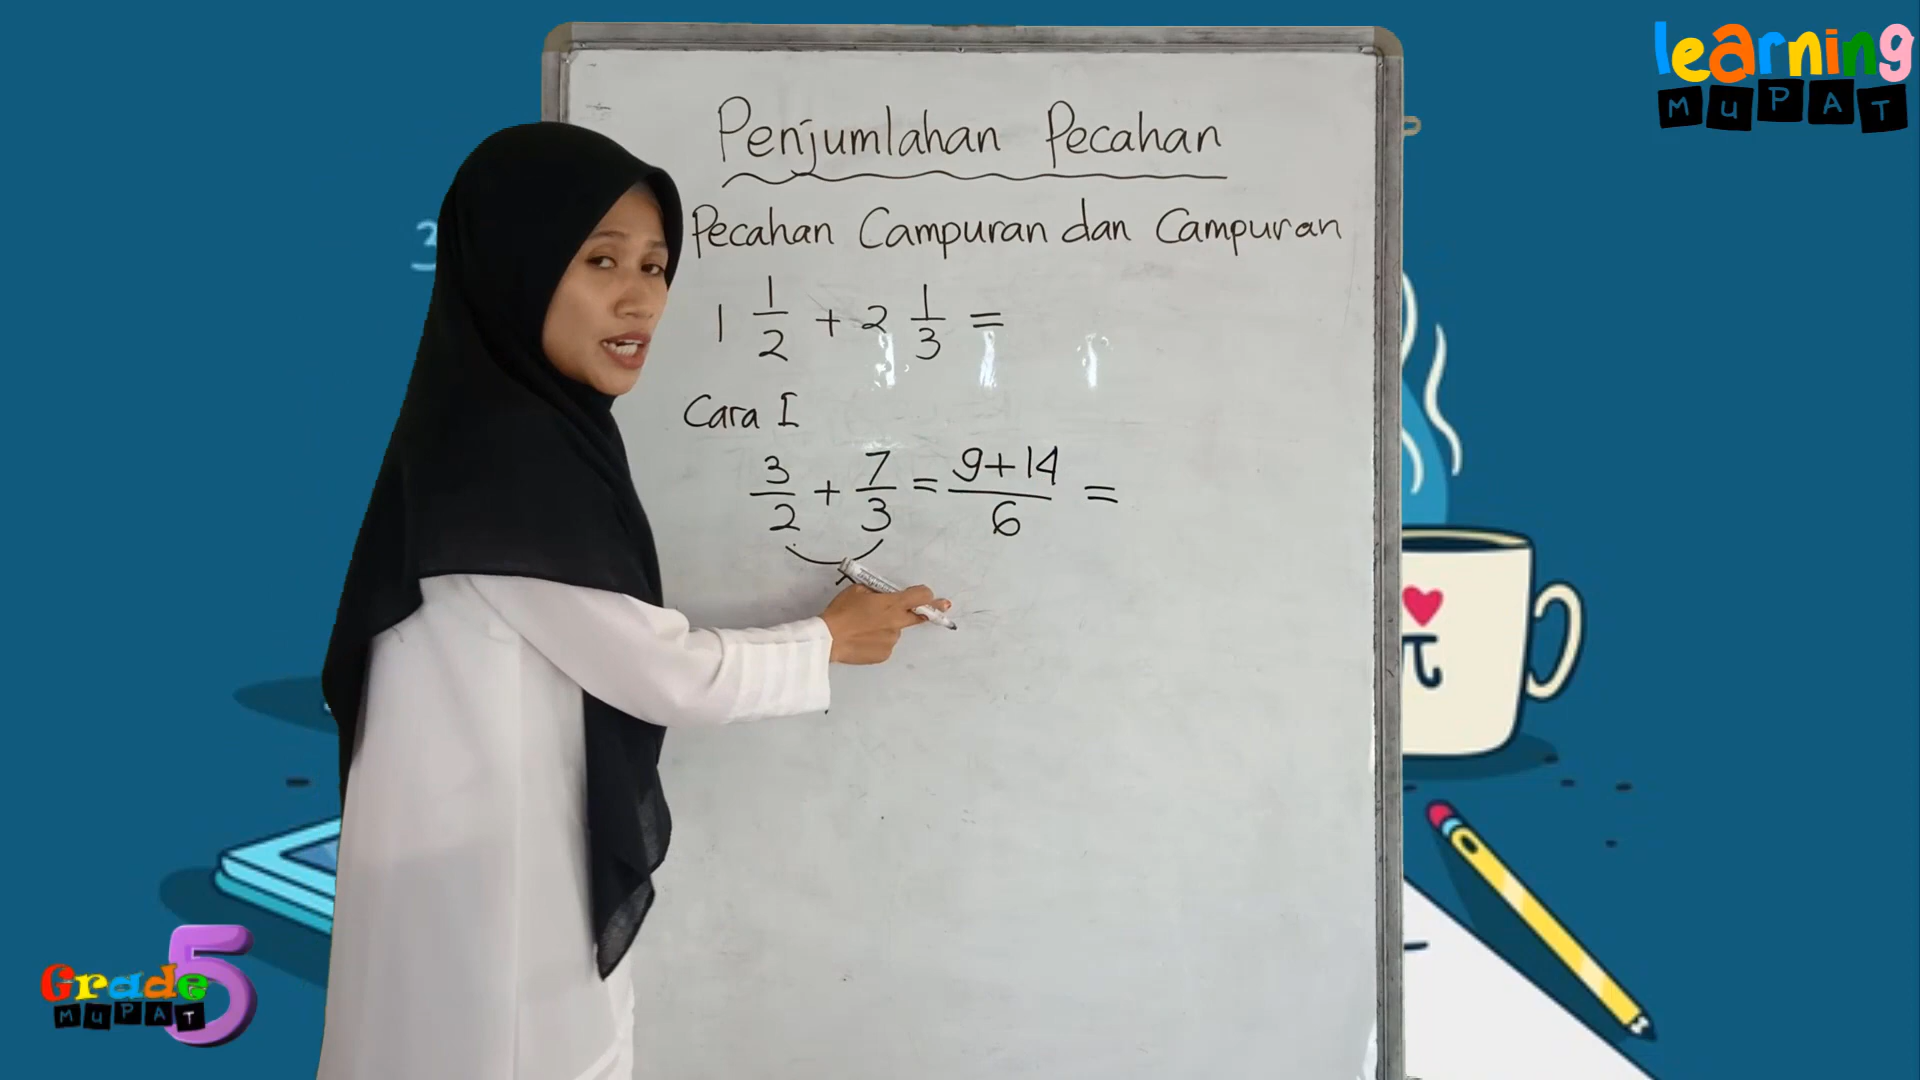 learning
MUPAT
Penjumlahan Pecahan
Pecahan Campuran dan Campuran
1 1/2 + 2 1/3 =
Cara I
3/2 + 7/3 = 9+14/6 =
x
π
Grade 5
MUPAT